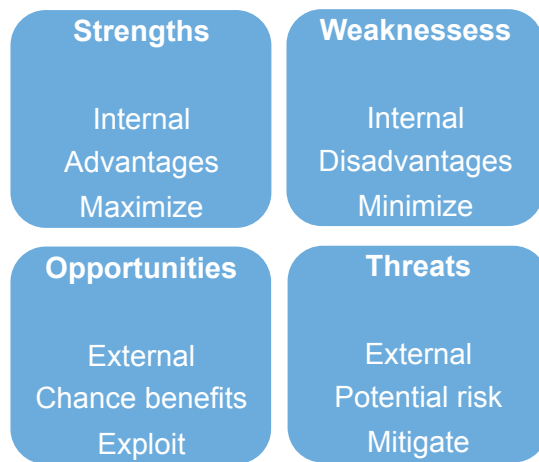 Strengths
Internal
Advantages
Maximize
Weaknessess
Internal
Disadvantages
Minimize
Opportunities
External
Chance benefits
Exploit
Threats
External
Potential risk
Mitigate